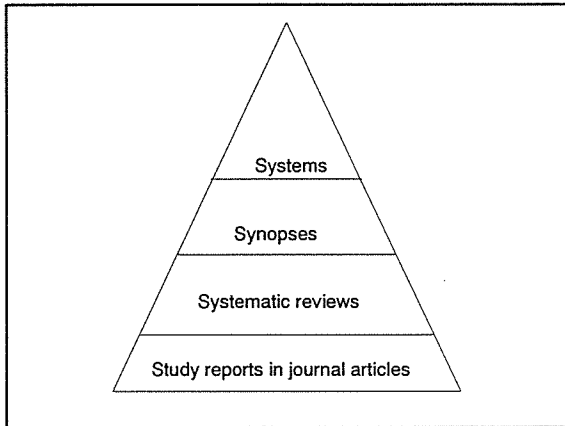 Systems
Synopses
Systematic reviews
Study reports in journal articles